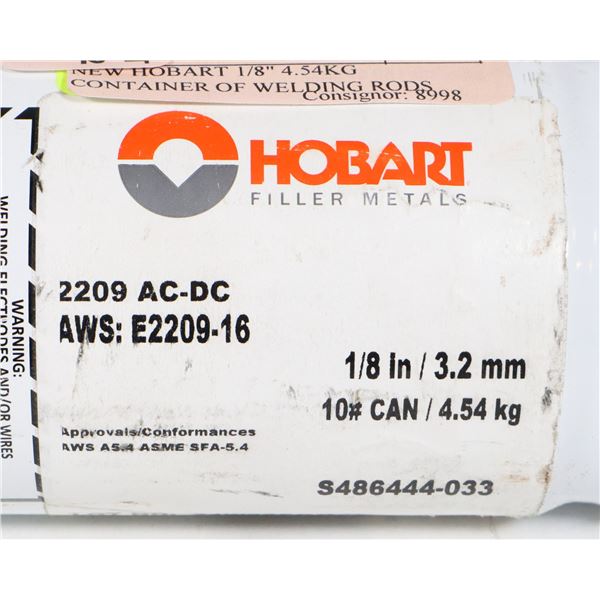 NEW HOBART 1/8" 4.54KG
CONTAINER OF WELDING RODS
Consignor: 8998
HOBART
FILLER METALS
2209 AC-DC
AWS: E2209-16
1/8 In / 3.2 mm
10# CAN / 4.54 kg
Approvals/Conformances
AWS A5.4 ASME SFA-5.4
S486444-033
WARNING:
WELDING ELECTRODES AND/OR WIRES